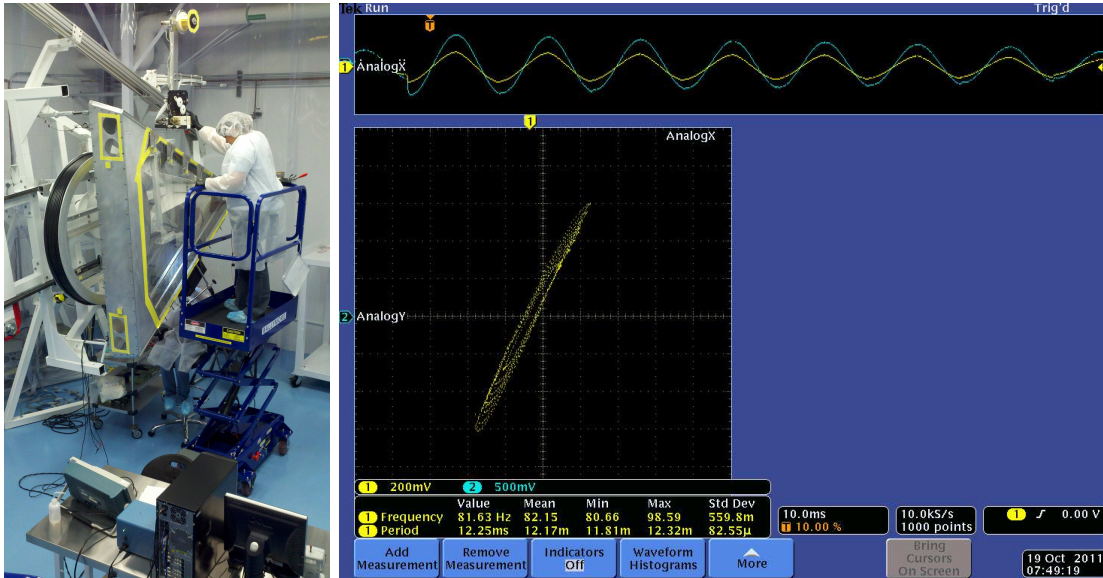 Tek Run Trig'd
T
1 AnalogX
1
AnalogX
2 AnalogY
1 200mV 2 500mV
Value Mean Min Max Std Dev
1 Frequency 81.63 Hz 82.15 80.66 98.59 559.8m
1 Period 12.25ms 12.17m 11.81m 12.32m 82.55µ
10.0ms
T 10.00 %
10.0kS/s
1000 points
1 ∫ 0.00 V
Add Measurement
Remove Measurement
Indicators
Off
Waveform Histograms
More
Bring Cursors On Screen
19 Oct 2011
07:49:19